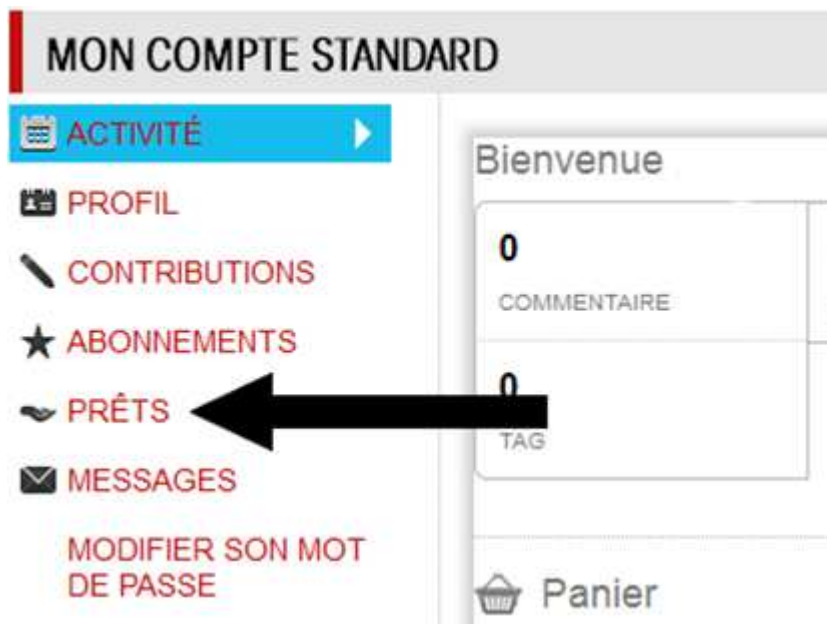 MON COMPTE STANDARD
ACTIVITÉ
PROFIL
CONTRIBUTIONS
ABONNEMENTS
PRÊTS
MESSAGES
MODIFIER SON MOT
DE PASSE
Bienvenue
0
COMMENTAIRE
0
TAG
Panier